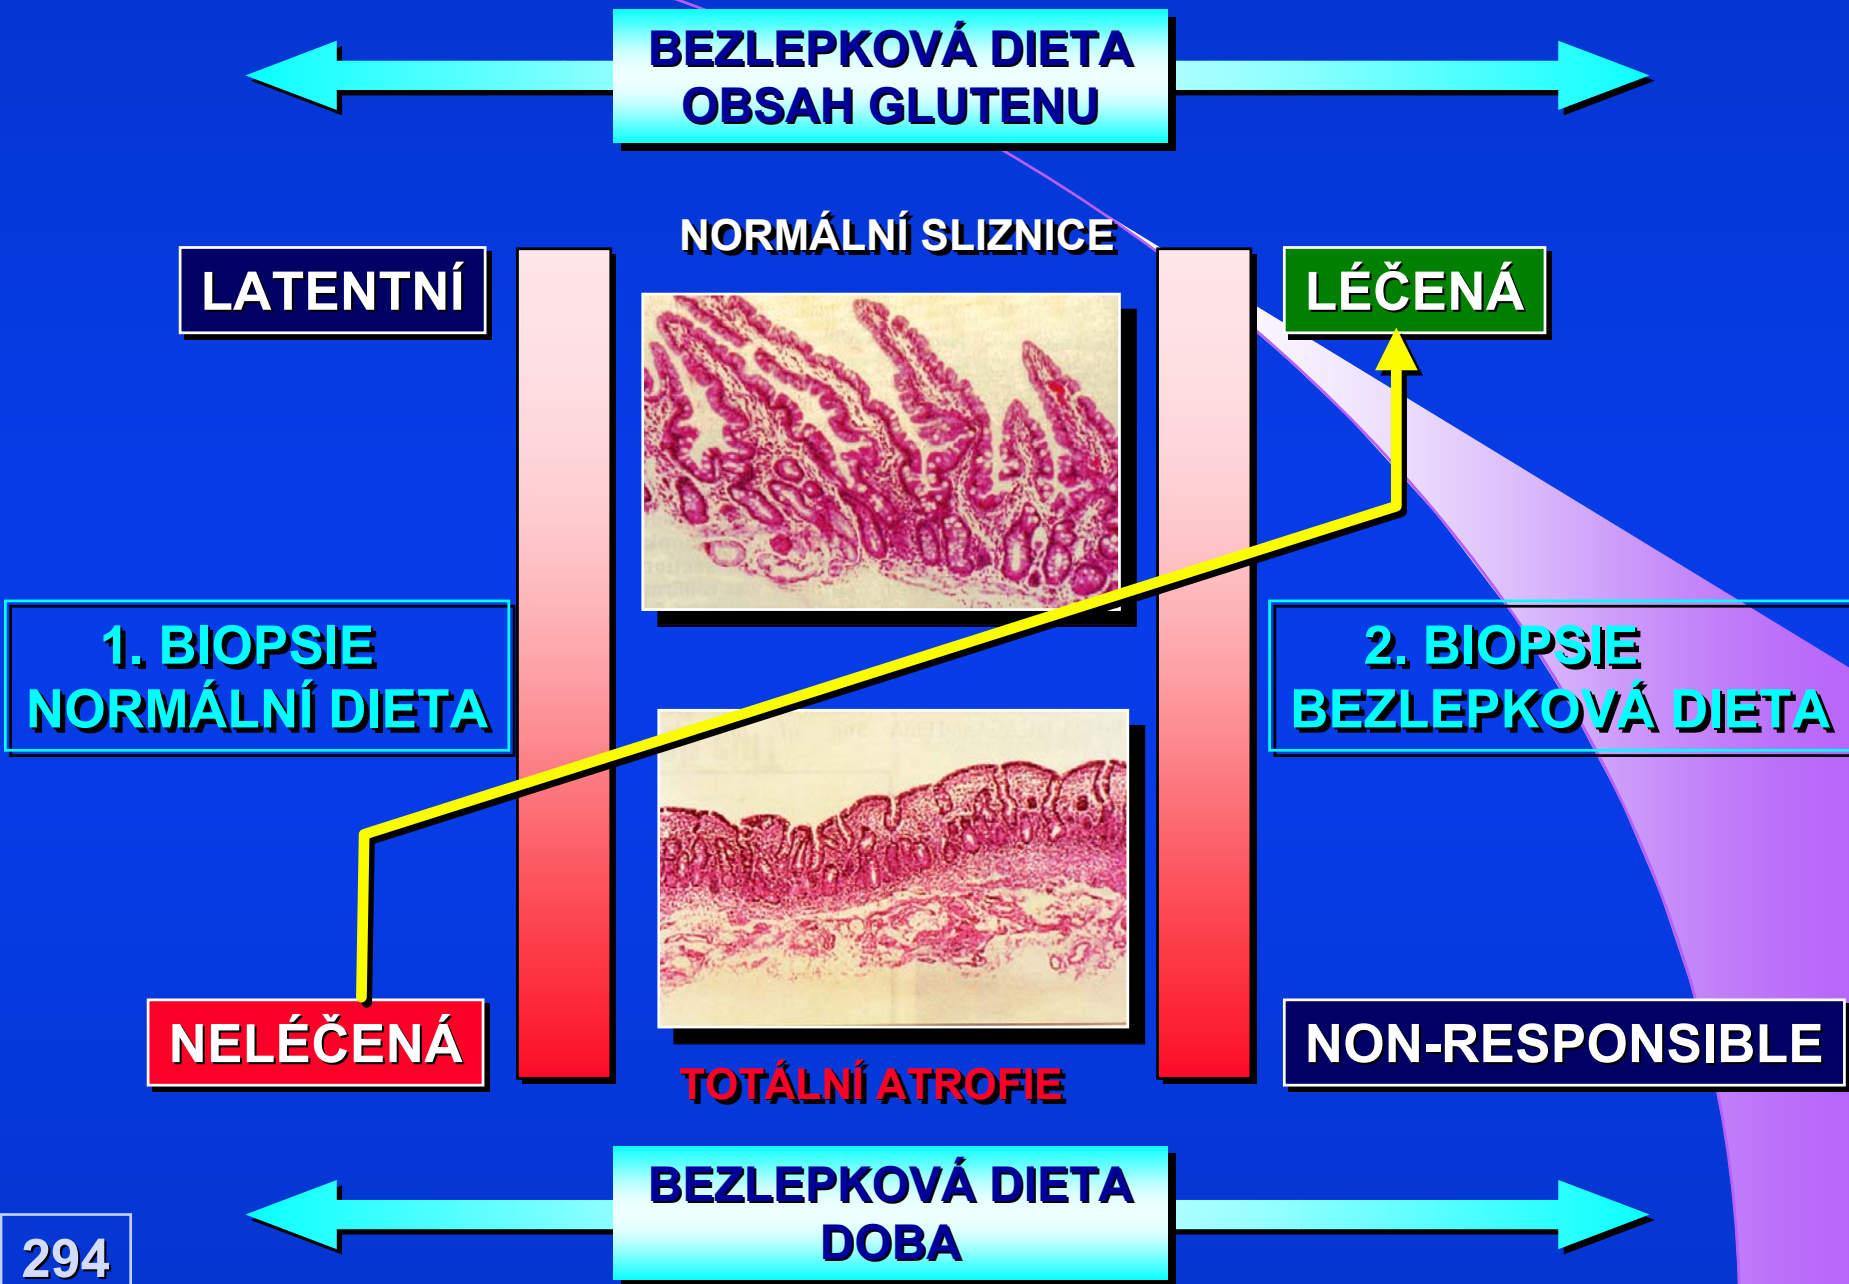 BEZLEPKOVÁ DIETA
OBSAH GLUTENU
NORMÁLNÍ SLIZNICE
LATENTNÍ
LÉČENÁ
1. BIOPSIE
NORMÁLNÍ DIETA
2. BIOPSIE
BEZLEPKOVÁ DIETA
NELÉČENÁ
NON-RESPONSIBLE
TOTÁLNÍ ATROFIE
BEZLEPKOVÁ DIETA
DOBA
294